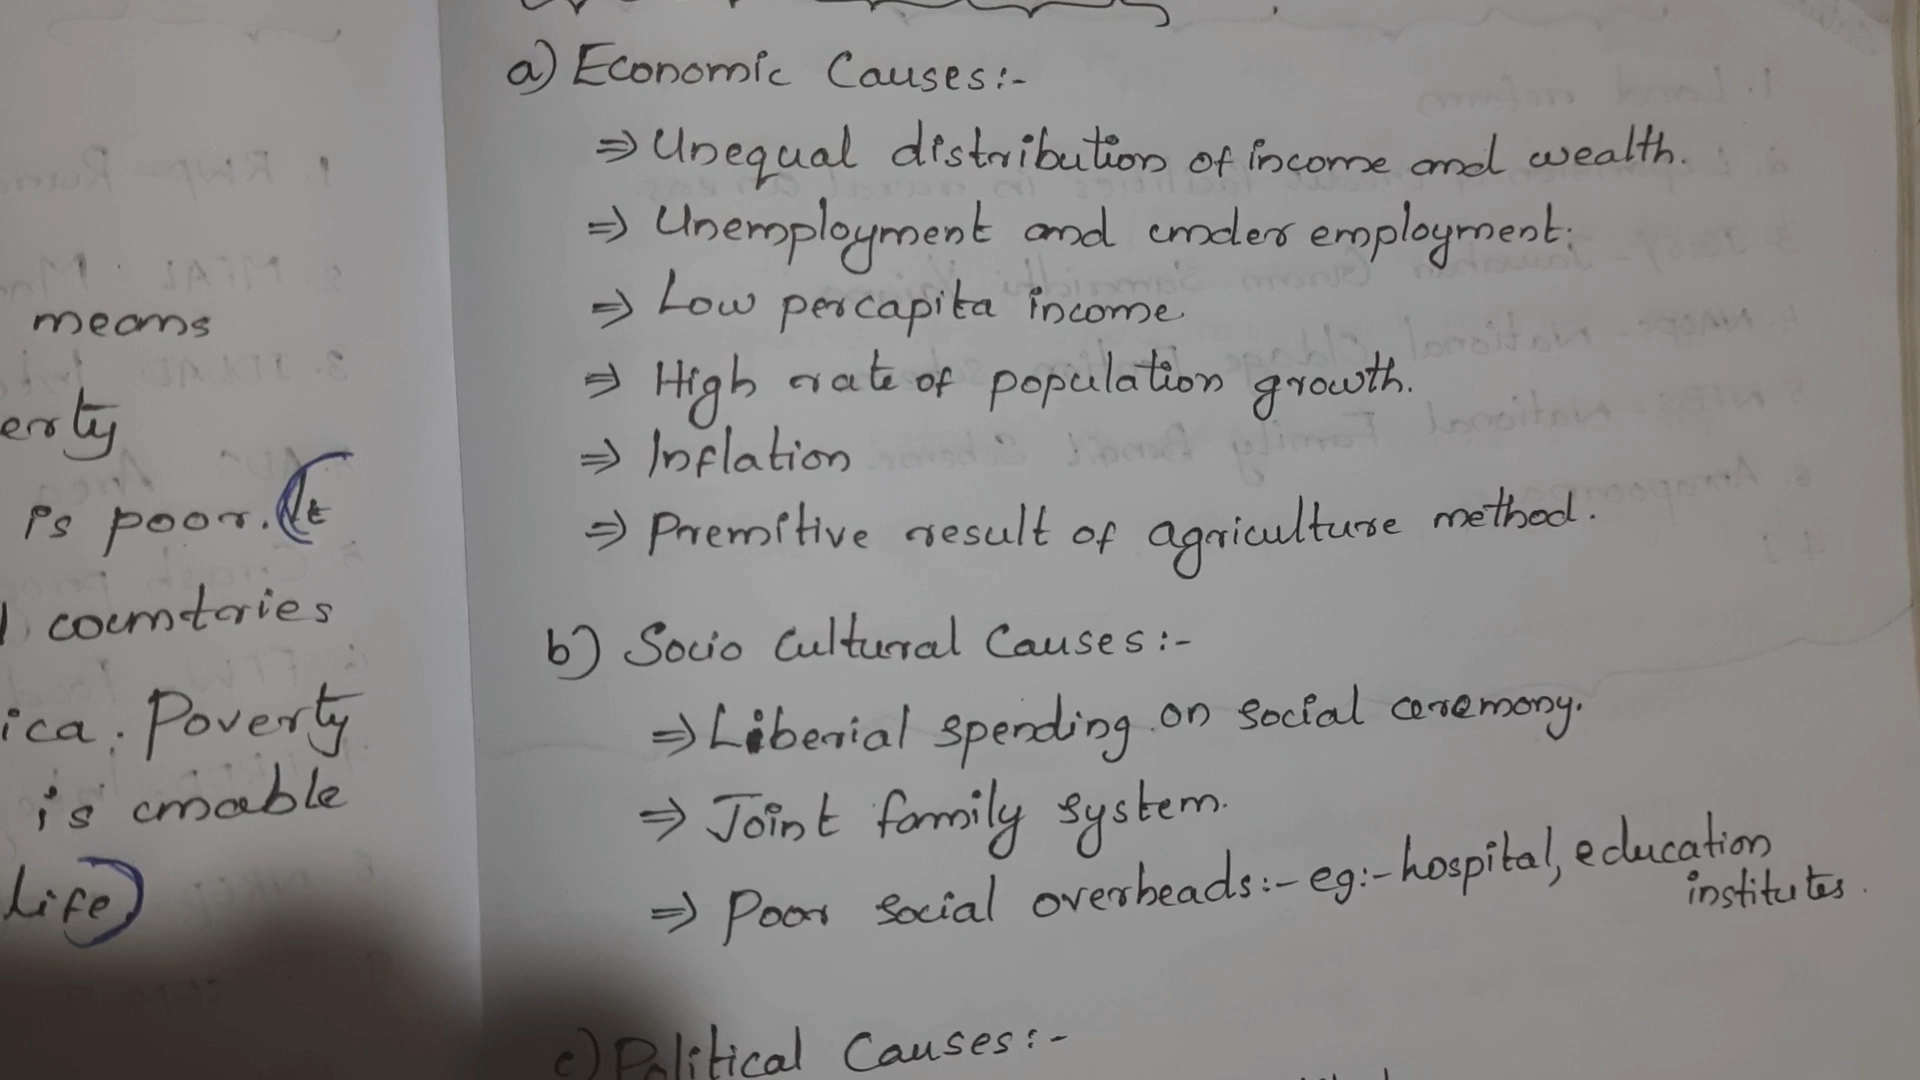 means
erty
is poor. (It
countries
ica. Poverty
is unable
Life)
a) Economic Causes:-
⇒ Unequal distribution of income and wealth.
⇒ Unemployment and under employment.
⇒ Low percapita income.
⇒ High rate of population growth.
⇒ Inflation
⇒ Premitive result of agriculture method.
b) Socio Cultural Causes:-
⇒ Liberial spending on social ceremony.
⇒ Joint family system.
⇒ Poor social overheads:- eg:- hospital, education
institutes.
c) Political Causes:-